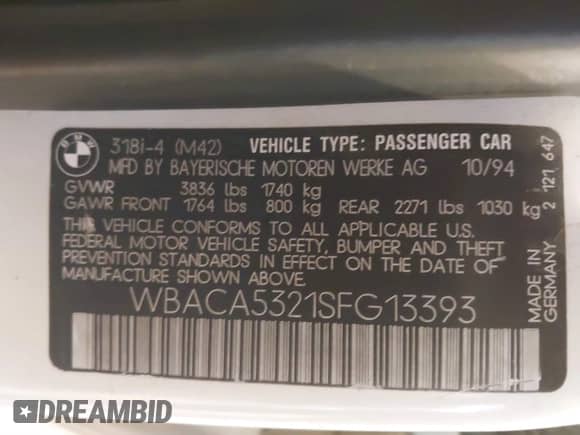 BMW
318i-4 (M42) VEHICLE TYPE: PASSENGER CAR
MFD BY BAYERISCHE MOTOREN WERKE AG 10/94
GVWR 3836 lbs 1740 kg
GAWR FRONT 1764 lbs 800 kg REAR 2271 lbs 1030 kg
THIS VEHICLE CONFORMS TO ALL APPLICABLE U.S.
FEDERAL MOTOR VEHICLE SAFETY, BUMPER AND THEFT
PREVENTION STANDARDS IN EFFECT ON THE DATE OF
MANUFACTURE SHOWN ABOVE.
WBACA5321SFG13393
MADE IN
GERMANY 2 121 647
DREAMBID